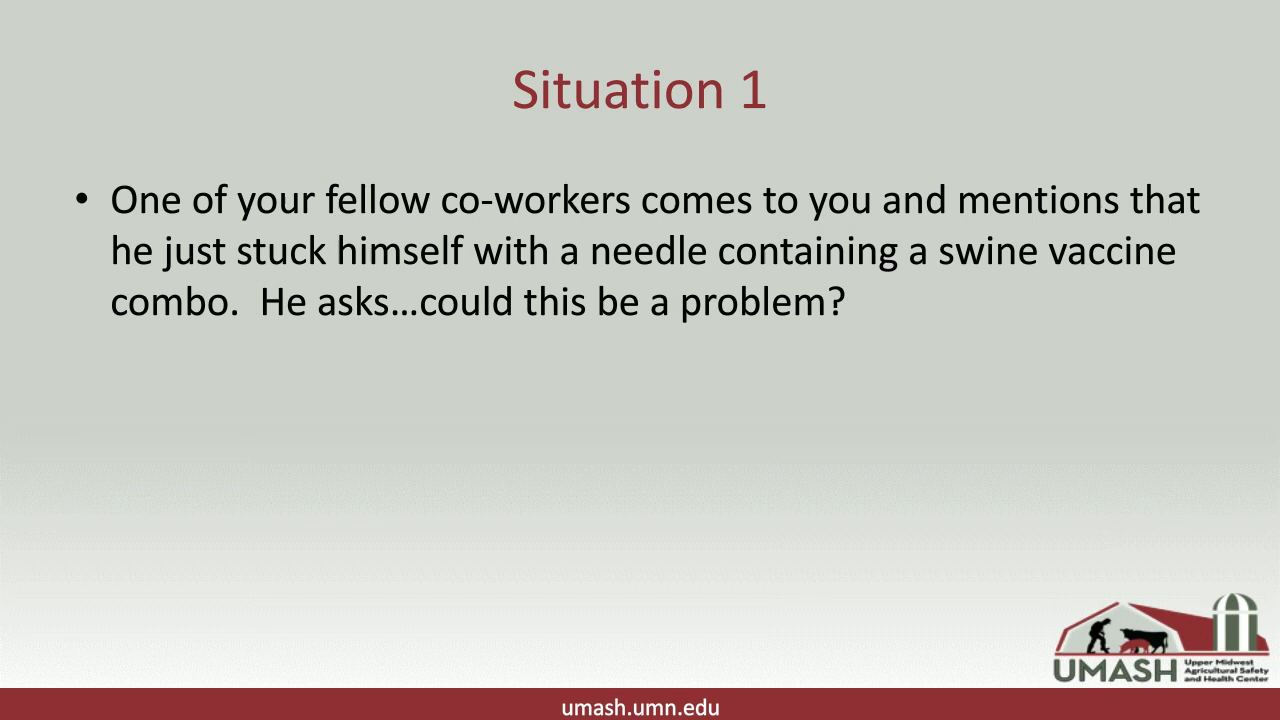 Situation 1
• One of your fellow co-workers comes to you and mentions that
he just stuck himself with a needle containing a swine vaccine
combo.  He asks…could this be a problem?
UMASH
Upper Midwest
Agricultural Safety
and Health Center
umash.umn.edu